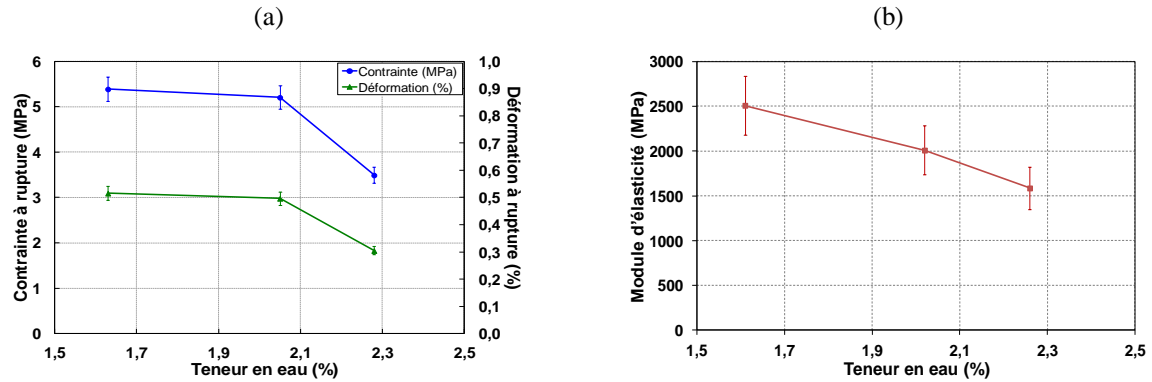 (a)
(b)
6
5
4
3
2
1
0
Contrainte à rupture (MPa)
Contrainte (MPa)
Déformation (%)
1,0
0,9
0,8
0,7
0,6
0,5
0,4
0,3
0,2
0,1
0,0
Déformation à rupture (%)
1,5 1,7 1,9 2,1 2,3 2,5
Teneur en eau (%)
3000
2500
2000
1500
1000
500
0
Module d'élasticité (MPa)
1,5 1,7 1,9 2,1 2,3 2,5
Teneur en eau (%)